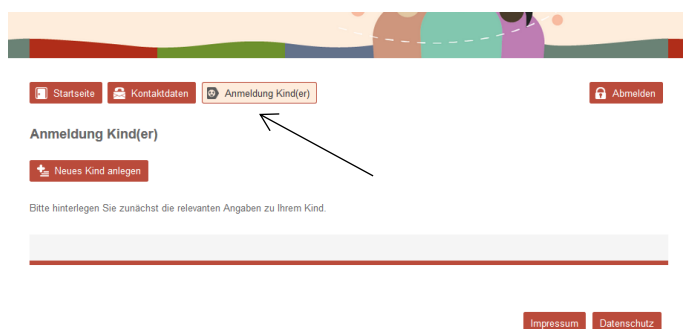 Startseite Kontaktdaten Anmeldung Kind(er) Abmelden
Anmeldung Kind(er)
Neues Kind anlegen
Bitte hinterlegen Sie zunächst die relevanten Angaben zu Ihrem Kind.
Impressum Datenschutz